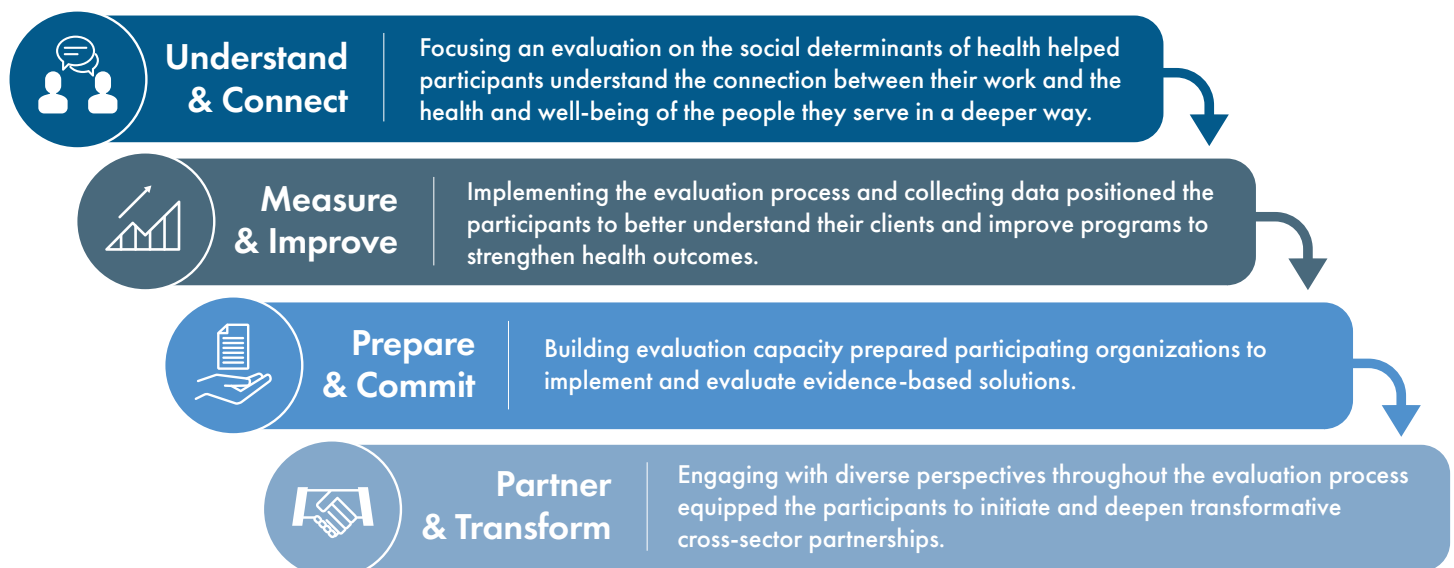 Understand
& Connect
Focusing an evaluation on the social determinants of health helped
participants understand the connection between their work and the
health and well-being of the people they serve in a deeper way.
Measure
& Improve
Implementing the evaluation process and collecting data positioned the
participants to better understand their clients and improve programs to
strengthen health outcomes.
Prepare
& Commit
Building evaluation capacity prepared participating organizations to
implement and evaluate evidence-based solutions.
Partner
& Transform
Engaging with diverse perspectives throughout the evaluation process
equipped the participants to initiate and deepen transformative
cross-sector partnerships.